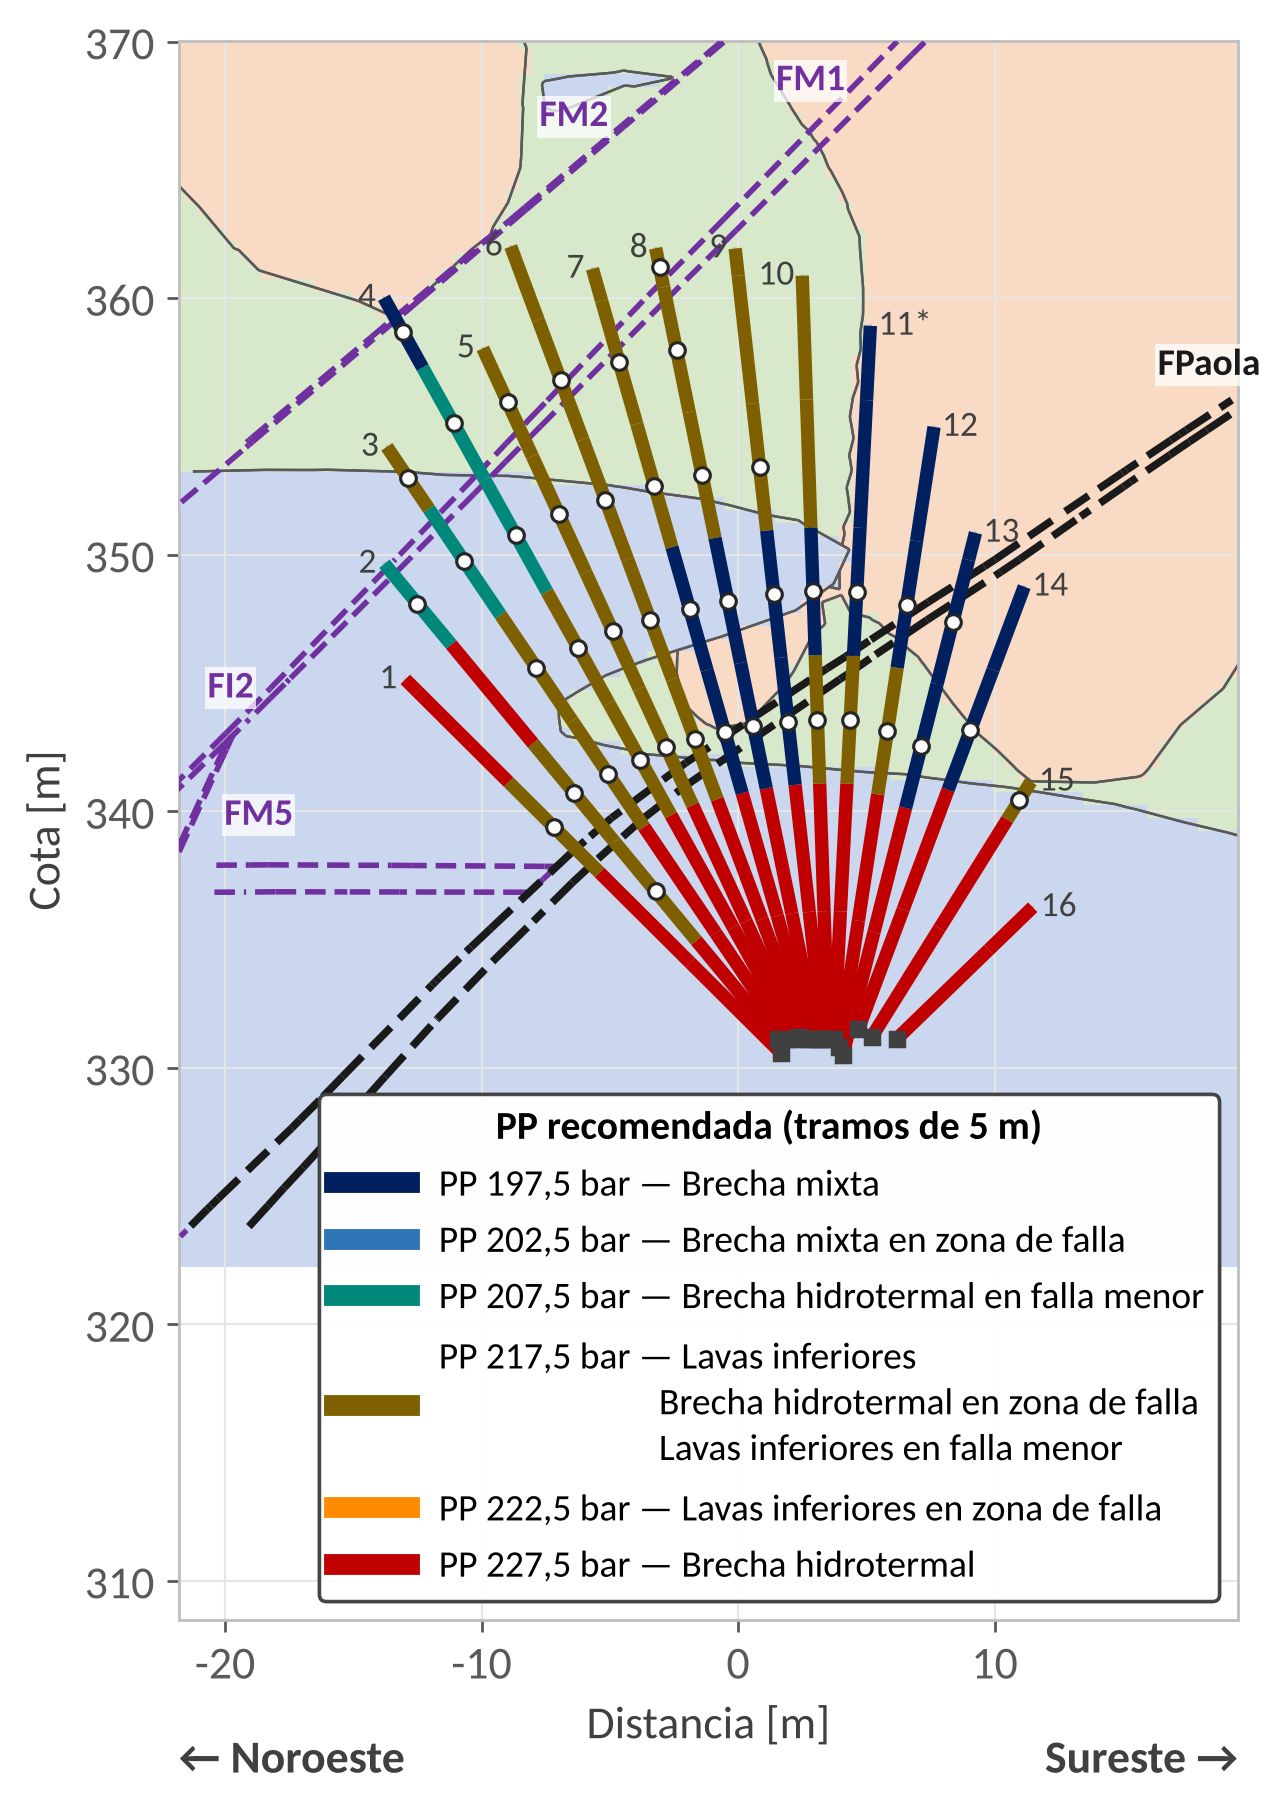 370
FM1
FM2
6
8
9
7
10
360
4
11*
5
FPaola
12
3
13
350
2
14
1
FI2
15
340
FM5
16
Cota [m]
330
PP recomendada (tramos de 5 m)
PP 197,5 bar — Brecha mixta
PP 202,5 bar — Brecha mixta en zona de falla
PP 207,5 bar — Brecha hidrotermal en falla menor
320
PP 217,5 bar — Lavas inferiores
Brecha hidrotermal en zona de falla
Lavas inferiores en falla menor
PP 222,5 bar — Lavas inferiores en zona de falla
PP 227,5 bar — Brecha hidrotermal
310
-20 -10 0 10
Distancia [m]
← Noroeste Sureste →